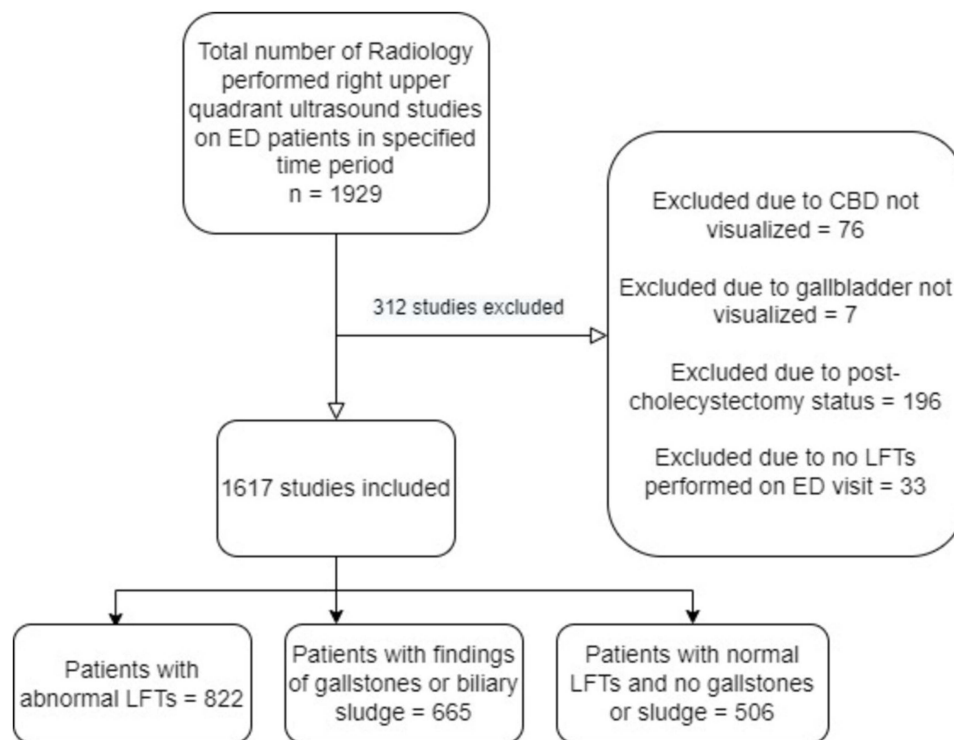 Total number of Radiology
performed right upper
quadrant ultrasound studies
on ED patients in specified
time period
n = 1929
312 studies excluded
Excluded due to CBD not
visualized = 76
Excluded due to gallbladder not
visualized = 7
Excluded due to post-
cholecystectomy status = 196
Excluded due to no LFTs
performed on ED visit = 33
1617 studies included
Patients with
abnormal LFTs = 822
Patients with findings
of gallstones or biliary
sludge = 665
Patients with normal
LFTs and no gallstones
or sludge = 506